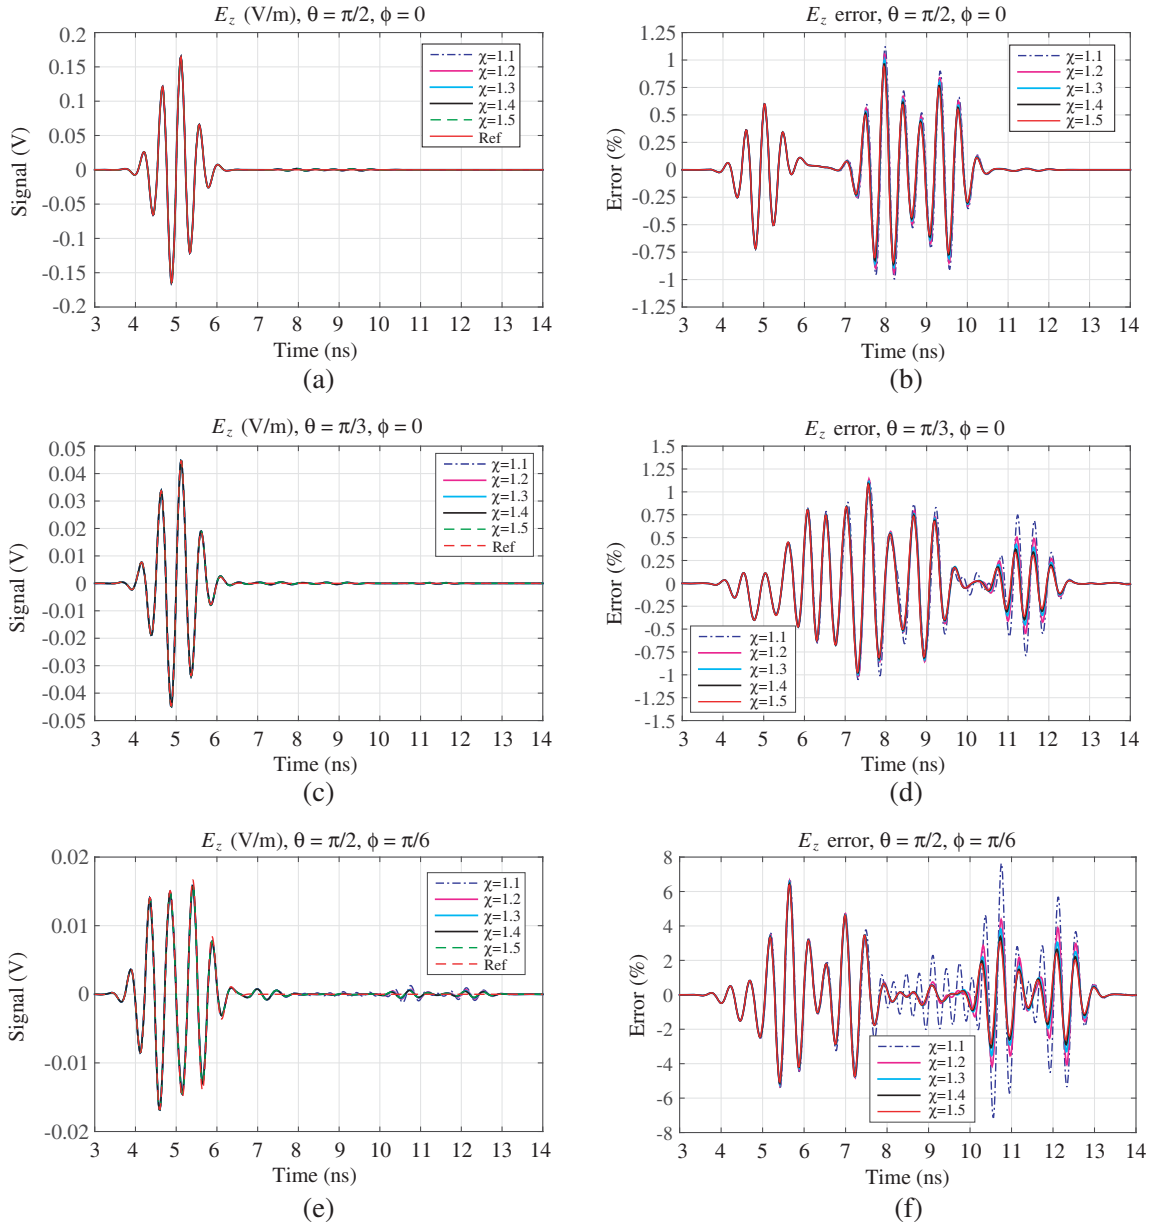 E_z (V/m), θ = π/2, ϕ = 0
Signal (V)
0.2
0.15
0.1
0.05
0
-0.05
-0.1
-0.15
-0.2
χ=1.1
χ=1.2
χ=1.3
χ=1.4
χ=1.5
Ref
3 4 5 6 7 8 9 10 11 12 13 14
Time (ns)
(a)
E_z error, θ = π/2, ϕ = 0
Error (%)
1.25
1
0.75
0.5
0.25
0
-0.25
-0.5
-0.75
-1
-1.25
χ=1.1
χ=1.2
χ=1.3
χ=1.4
χ=1.5
3 4 5 6 7 8 9 10 11 12 13 14
Time (ns)
(b)
E_z (V/m), θ = π/3, ϕ = 0
Signal (V)
0.05
0.04
0.03
0.02
0.001
0
-0.01
-0.02
-0.03
-0.04
-0.05
χ=1.1
χ=1.2
χ=1.3
χ=1.4
χ=1.5
Ref
3 4 5 6 7 8 9 10 11 12 13 14
Time (ns)
(c)
E_z error, θ = π/3, ϕ = 0
Error (%)
1.5
1.25
1
0.75
0.5
0.25
0
-0.25
-0.5
-0.75
-1
-1.25
-1.5
χ=1.1
χ=1.2
χ=1.3
χ=1.4
χ=1.5
3 4 5 6 7 8 9 10 11 12 13 14
Time (ns)
(d)
E_z (V/m), θ = π/2, ϕ = π/6
Signal (V)
0.02
0.01
0
-0.01
-0.02
χ=1.1
χ=1.2
χ=1.3
χ=1.4
χ=1.5
Ref
3 4 5 6 7 8 9 10 11 12 13 14
Time (ns)
(e)
E_z error, θ = π/2, ϕ = π/6
Error (%)
8
6
4
2
0
-2
-4
-6
-8
χ=1.1
χ=1.2
χ=1.3
χ=1.4
χ=1.5
3 4 5 6 7 8 9 10 11 12 13 14
Time (ns)
(f)